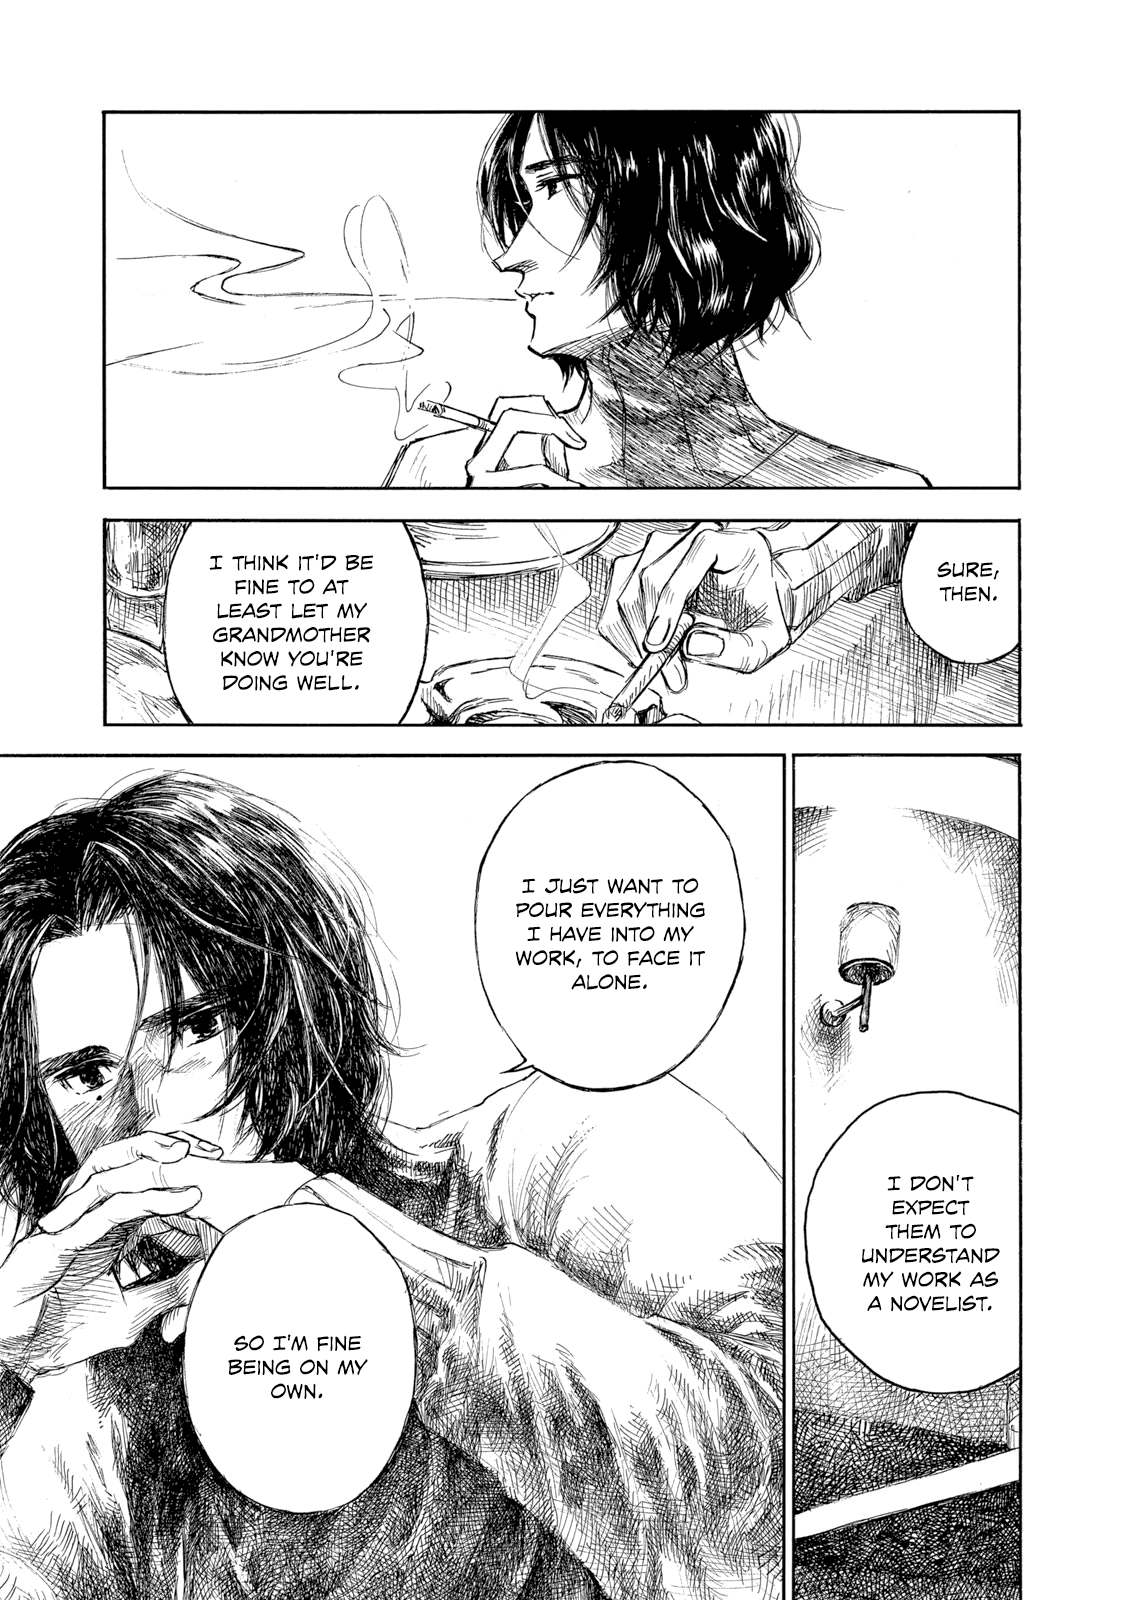 SURE,
THEN.
I THINK IT'D BE
FINE TO AT
LEAST LET MY
GRANDMOTHER
KNOW YOU'RE
DOING WELL.
I DON'T
EXPECT
THEM TO
UNDERSTAND
MY WORK AS
A NOVELIST.
I JUST WANT TO
POUR EVERYTHING
I HAVE INTO MY
WORK, TO FACE IT
ALONE.
SO I'M FINE
BEING ON MY
OWN.